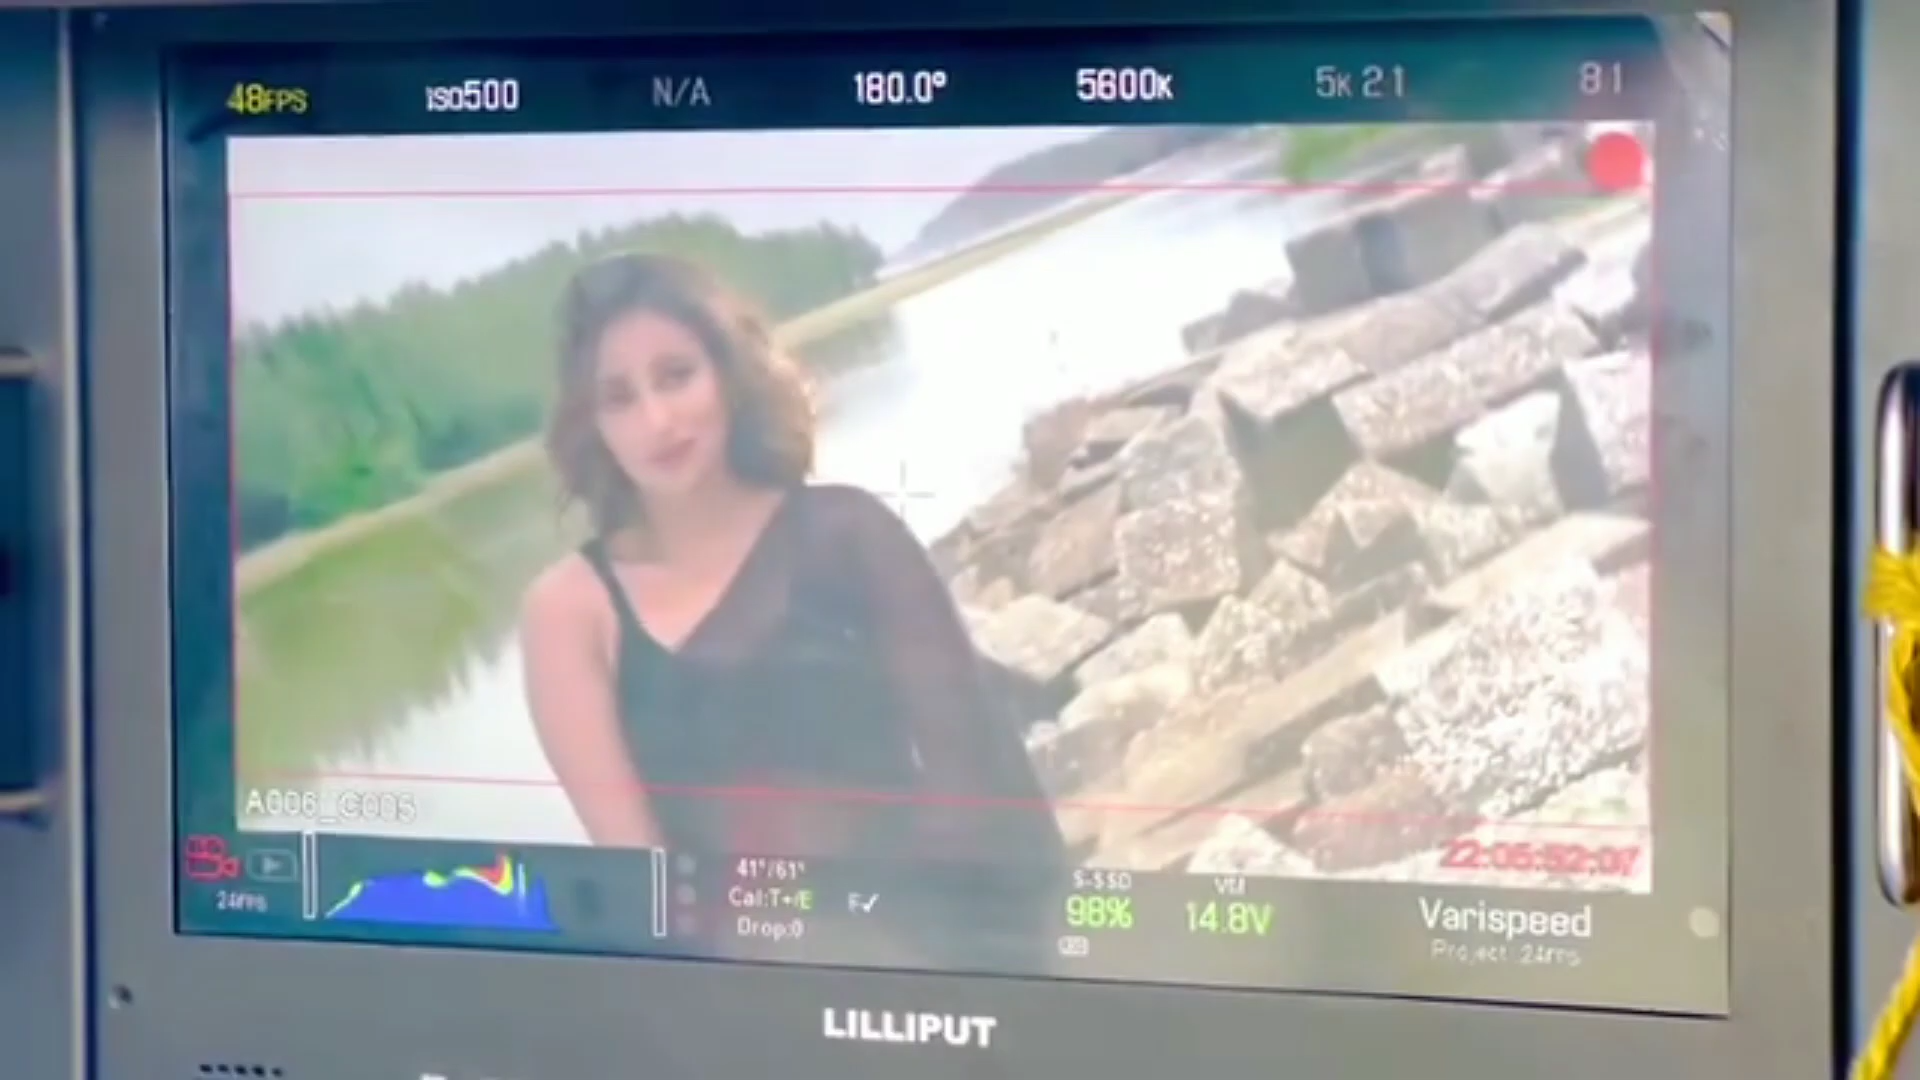 48FPS ISO500 N/A 180.0° 5600K 5K 2:1 8:1
A006_C005
22:05:52:07
24FPS
41°/61°
Cal:T+/E
Drop:0
F✓
S-SSD
98%
VM
14.8V
Varispeed
Project: 24FPS
LILLIPUT